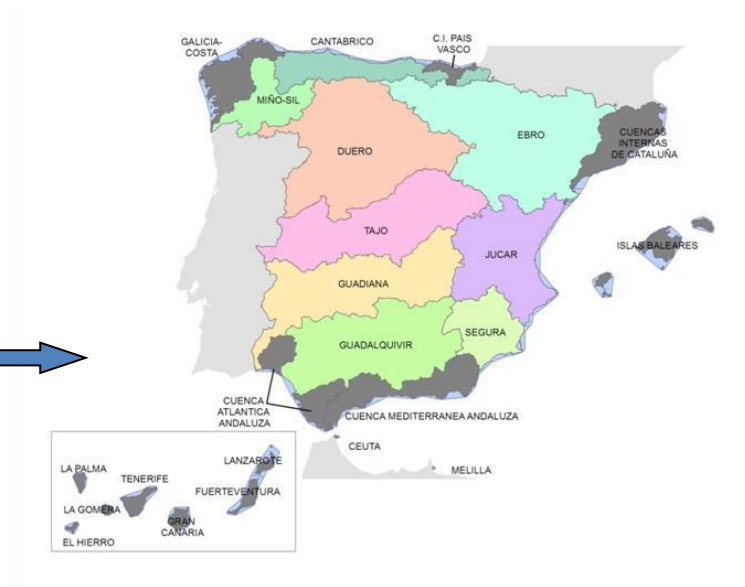 GALICIA-
COSTA
CANTABRICO
C.I. PAIS
VASCO
MIÑO-SIL
DUERO
EBRO
CUENCAS
INTERNAS
DE CATALUÑA
TAJO
JUCAR
ISLAS BALEARES
GUADIANA
SEGURA
GUADALQUIVIR
CUENCA
ATLANTICA
ANDALUZA
CUENCA MEDITERRANEA ANDALUZA
CEUTA
MELILLA
LA PALMA
TENERIFE
LANZAROTE
FUERTEVENTURA
LA GOMERA
GRAN
CANARIA
EL HIERRO